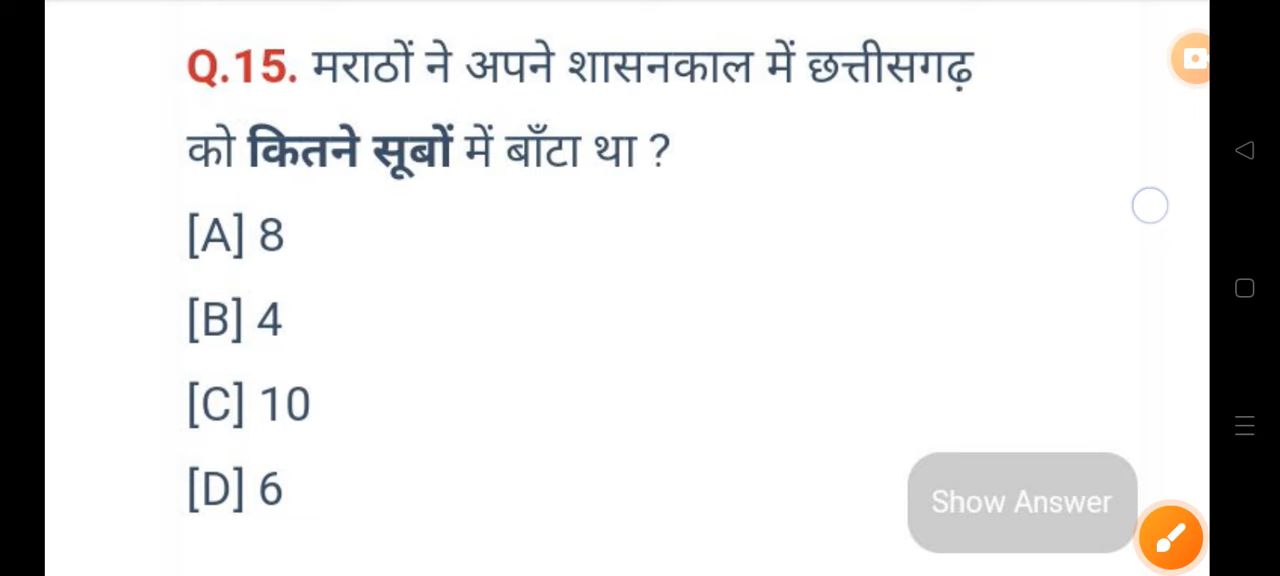 Q.15. मराठों ने अपने शासनकाल में छत्तीसगढ़
को कितने सूबों में बाँटा था ?
[A] 8
[B] 4
[C] 10
[D] 6
Show Answer